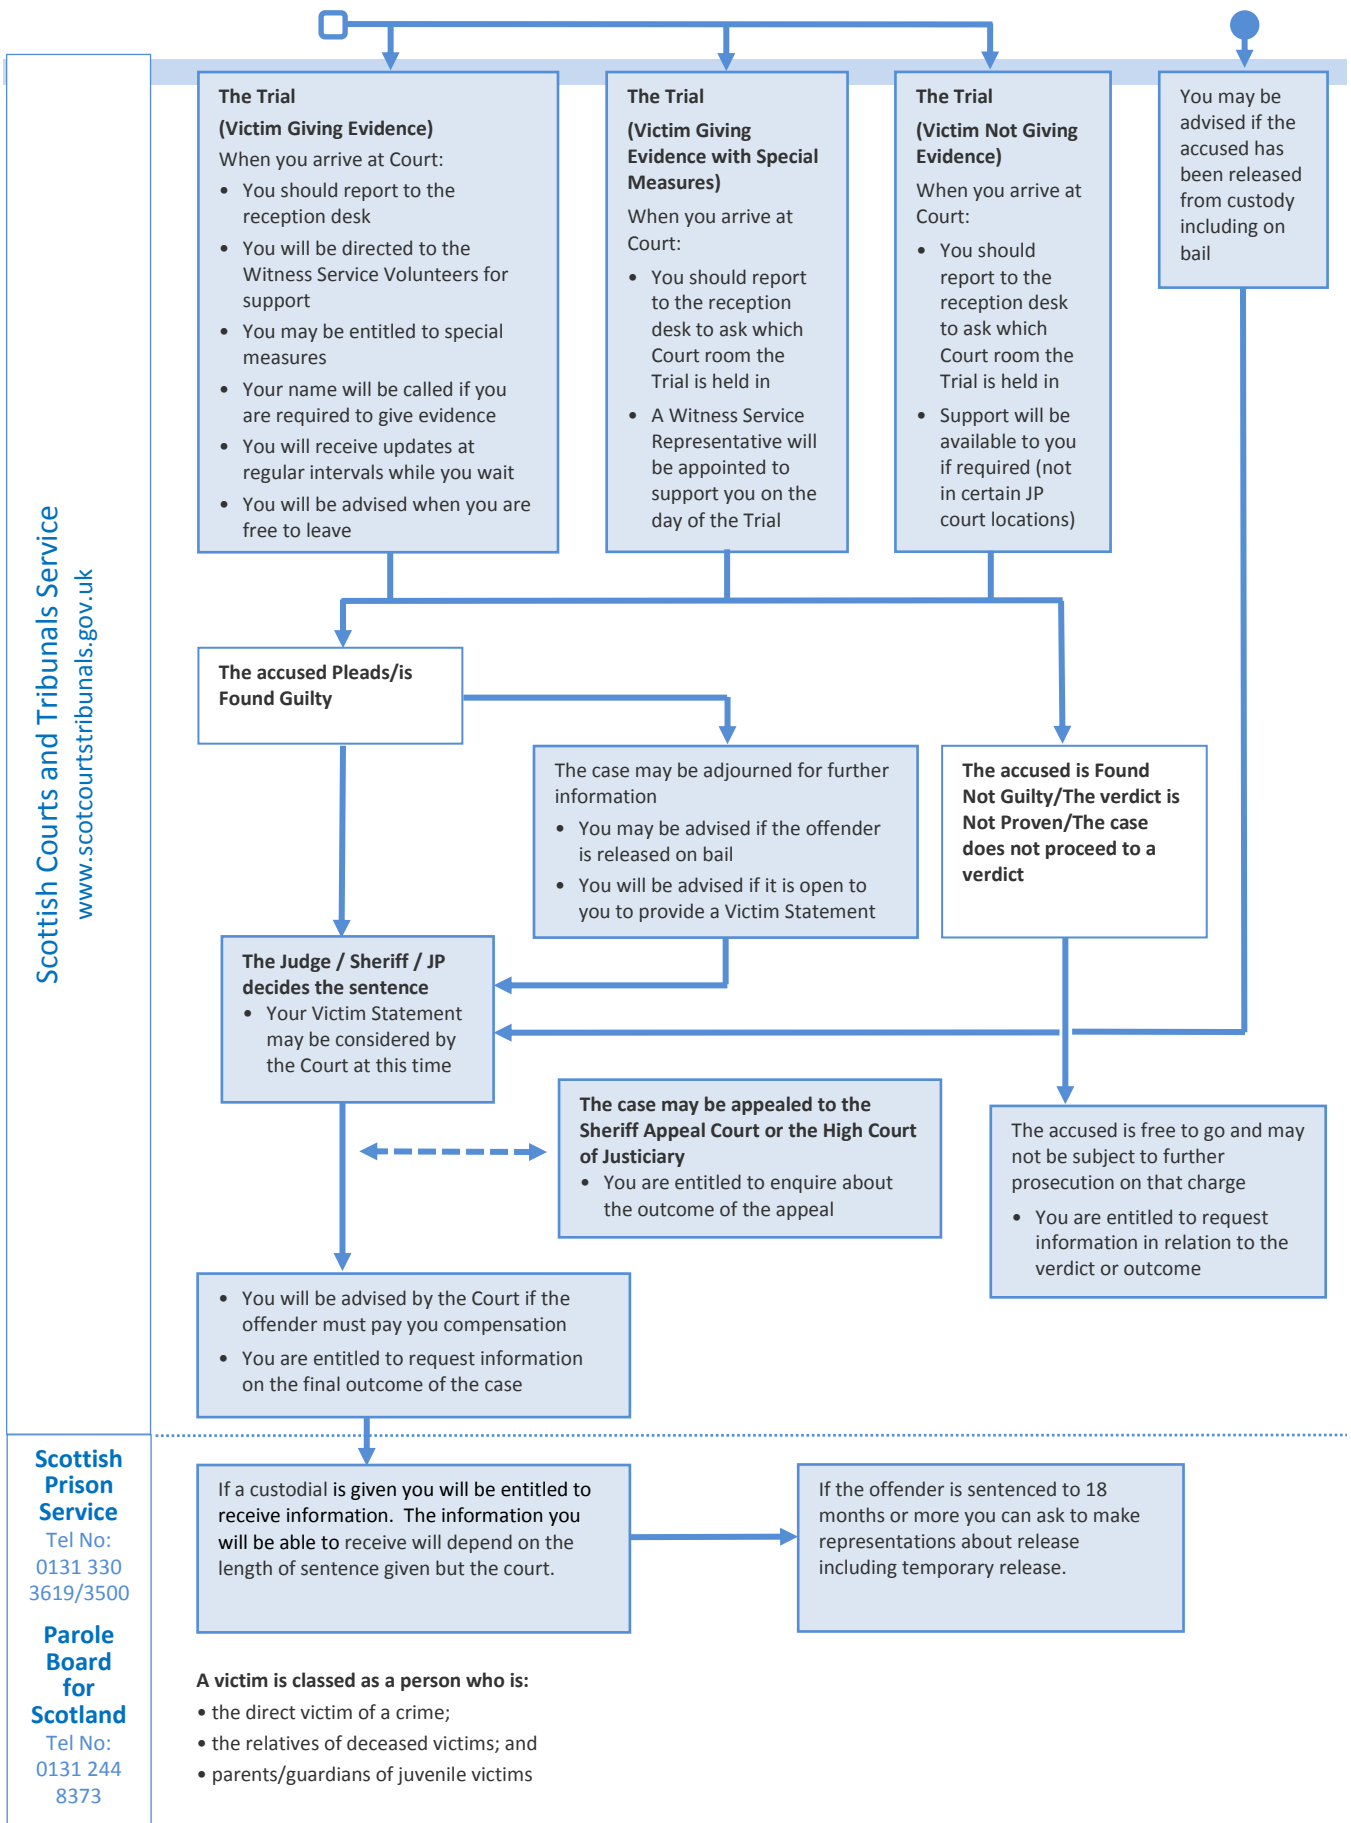 Scottish Courts and Tribunals Service
www.scotcourtstribunals.gov.uk
The Trial
(Victim Giving Evidence)
When you arrive at Court:
• You should report to the
reception desk
• You will be directed to the
Witness Service Volunteers for
support
• You may be entitled to special
measures
• Your name will be called if you
are required to give evidence
• You will receive updates at
regular intervals while you wait
• You will be advised when you are
free to leave
The Trial
(Victim Giving
Evidence with Special
Measures)
When you arrive at
Court:
• You should report
to the reception
desk to ask which
Court room the
Trial is held in
• A Witness Service
Representative will
be appointed to
support you on the
day of the Trial
The Trial
(Victim Not Giving
Evidence)
When you arrive at
Court:
• You should
report to the
reception desk
to ask which
Court room the
Trial is held in
• Support will be
available to you
if required (not
in certain JP
court locations)
You may be
advised if the
accused has
been released
from custody
including on
bail
The accused Pleads/is
Found Guilty
The case may be adjourned for further
information
• You may be advised if the offender
is released on bail
• You will be advised if it is open to
you to provide a Victim Statement
The accused is Found
Not Guilty/The verdict is
Not Proven/The case
does not proceed to a
verdict
The Judge / Sheriff / JP
decides the sentence
• Your Victim Statement
may be considered by
the Court at this time
The case may be appealed to the
Sheriff Appeal Court or the High Court
of Justiciary
• You are entitled to enquire about
the outcome of the appeal
The accused is free to go and may
not be subject to further
prosecution on that charge
• You are entitled to request
information in relation to the
verdict or outcome
• You will be advised by the Court if the
offender must pay you compensation
• You are entitled to request information
on the final outcome of the case
Scottish
Prison
Service
Tel No:
0131 330
3619/3500
Parole
Board
for
Scotland
Tel No:
0131 244
8373
If a custodial is given you will be entitled to
receive information.  The information you
will be able to receive will depend on the
length of sentence given but the court.
If the offender is sentenced to 18
months or more you can ask to make
representations about release
including temporary release.
A victim is classed as a person who is:
• the direct victim of a crime;
• the relatives of deceased victims; and
• parents/guardians of juvenile victims